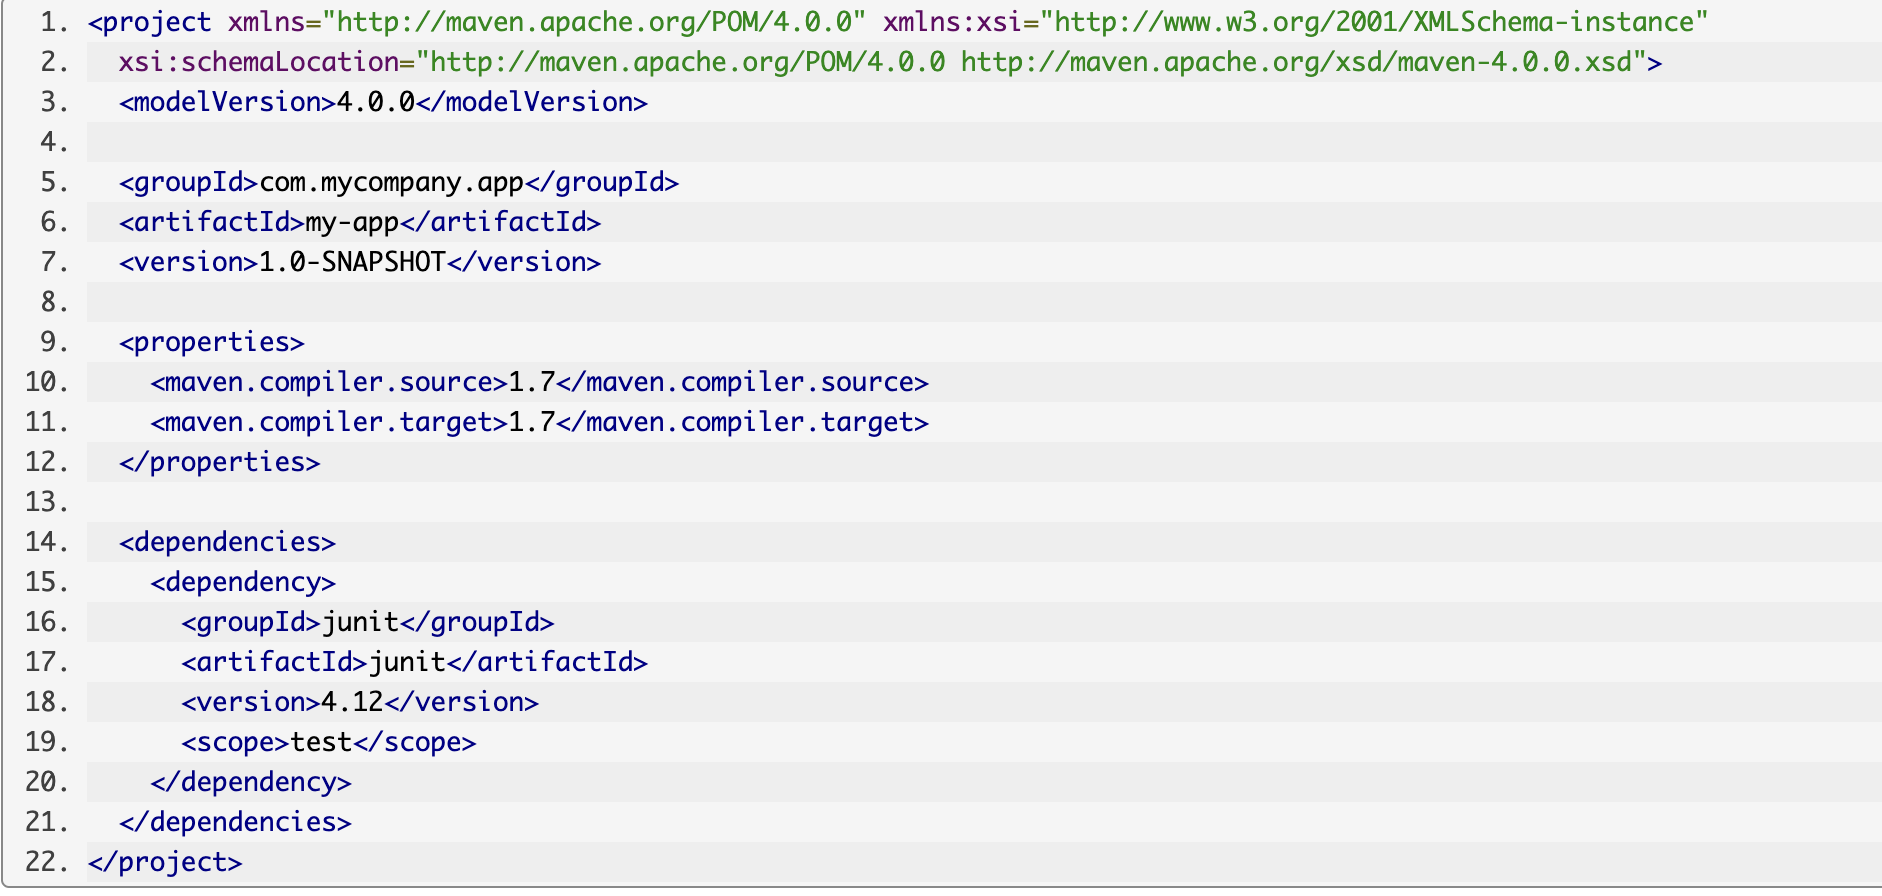 1. <project xmlns="http://maven.apache.org/POM/4.0.0" xmlns:xsi="http://www.w3.org/2001/XMLSchema-instance"
2.   xsi:schemaLocation="http://maven.apache.org/POM/4.0.0 http://maven.apache.org/xsd/maven-4.0.0.xsd">
3.   <modelVersion>4.0.0</modelVersion>
4.
5.   <groupId>com.mycompany.app</groupId>
6.   <artifactId>my-app</artifactId>
7.   <version>1.0-SNAPSHOT</version>
8.
9.   <properties>
10.     <maven.compiler.source>1.7</maven.compiler.source>
11.     <maven.compiler.target>1.7</maven.compiler.target>
12.   </properties>
13.
14.   <dependencies>
15.     <dependency>
16.       <groupId>junit</groupId>
17.       <artifactId>junit</artifactId>
18.       <version>4.12</version>
19.       <scope>test</scope>
20.     </dependency>
21.   </dependencies>
22. </project>